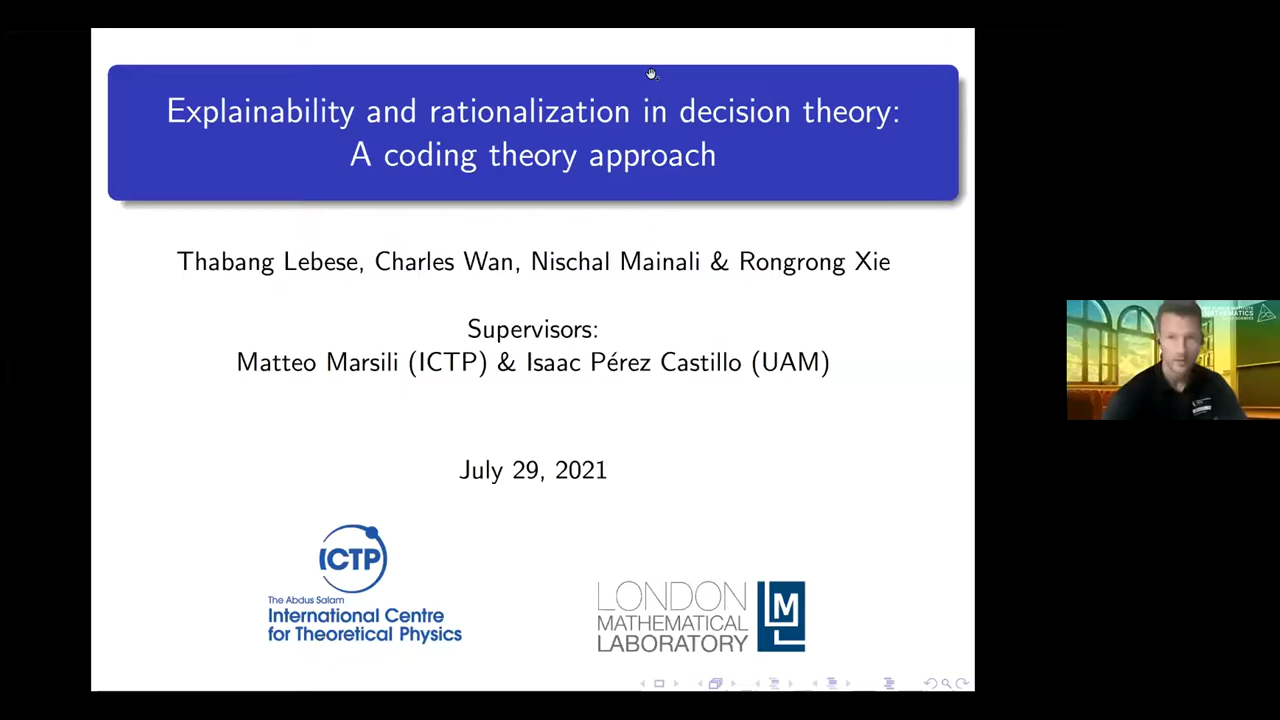 Explainability and rationalization in decision theory:
A coding theory approach
Thabang Lebese, Charles Wan, Nischal Mainali & Rongrong Xie
Supervisors:
Matteo Marsili (ICTP) & Isaac Pérez Castillo (UAM)
July 29, 2021
ICTP
The Abdus Salam
International Centre
for Theoretical Physics
LONDON
MATHEMATICAL
LABORATORY
LML
MATHEMATICS